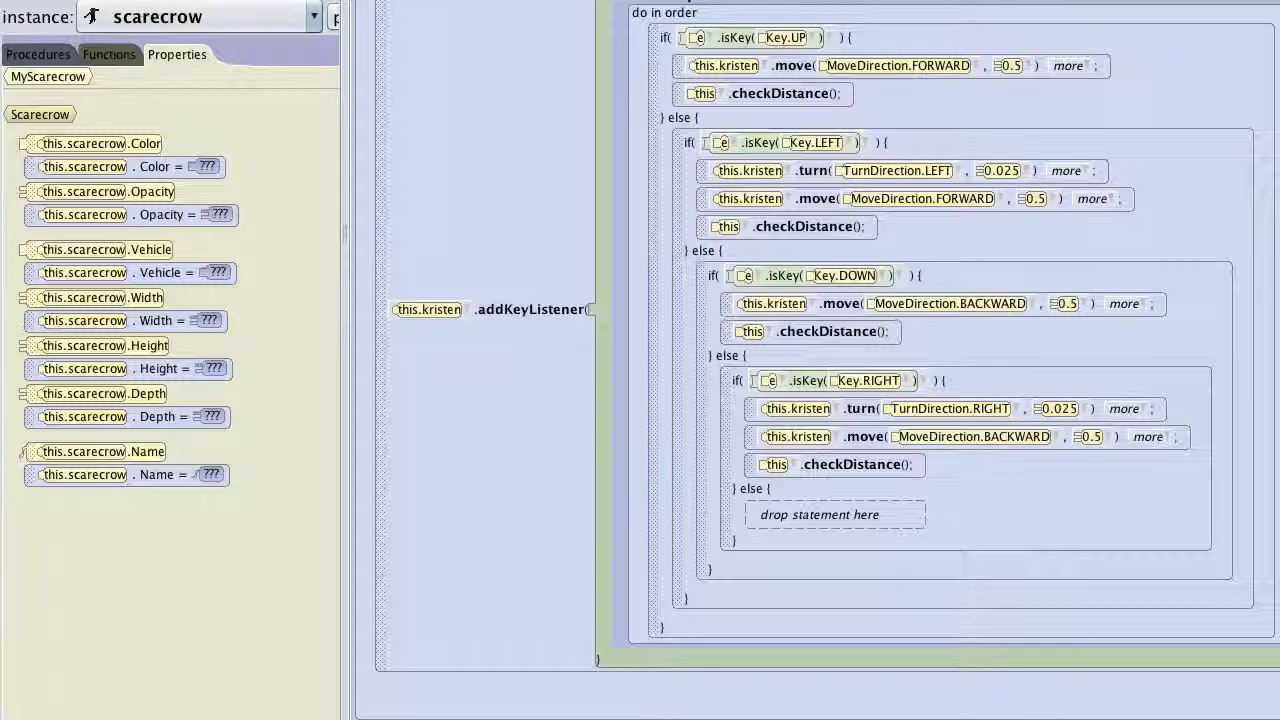 instance: scarecrow
Procedures Functions Properties
MyScarecrow
Scarecrow
this.scarecrow.Color
this.scarecrow . Color = ???
this.scarecrow.Opacity
this.scarecrow . Opacity = ???
this.scarecrow.Vehicle
this.scarecrow . Vehicle = ???
this.scarecrow.Width
this.scarecrow . Width = ???
this.scarecrow.Height
this.scarecrow . Height = ???
this.scarecrow.Depth
this.scarecrow . Depth = ???
this.scarecrow.Name
this.scarecrow . Name = ???
this.kristen .addKeyListener(
do in order
if( e .isKey( Key.UP ) ) {
this.kristen .move( MoveDirection.FORWARD , 0.5 ) more ;
this .checkDistance();
} else {
if( e .isKey( Key.LEFT ) ) {
this.kristen .turn( TurnDirection.LEFT , 0.025 ) more ;
this.kristen .move( MoveDirection.FORWARD , 0.5 ) more ;
this .checkDistance();
} else {
if( e .isKey( Key.DOWN ) ) {
this.kristen .move( MoveDirection.BACKWARD , 0.5 ) more ;
this .checkDistance();
} else {
if( e .isKey( Key.RIGHT ) ) {
this.kristen .turn( TurnDirection.RIGHT , 0.025 ) more ;
this.kristen .move( MoveDirection.BACKWARD , 0.5 ) more ;
this .checkDistance();
} else {
drop statement here
}
}
}
}
}